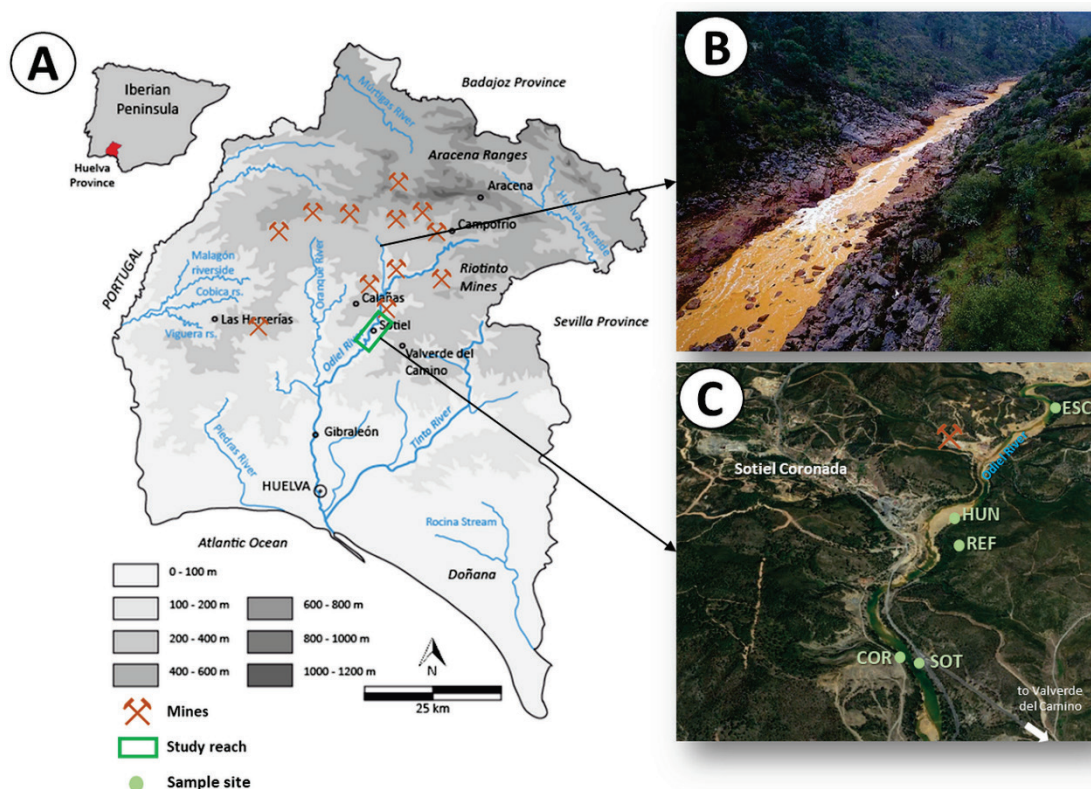 A
Iberian
Peninsula
Huelva
Province
Badajoz Province
Múrtigas River
Aracena Ranges
Aracena
Huelva riverside
Campofrio
PORTUGAL
Malagón
riverside
Cobica rs.
Viguera rs.
Las Herrerías
Oranque River
Riotinto
Mines
Calañas
Sotiel
Sevilla Province
Odiel River
Valverde del
Camino
Gibraleón
Tinto River
Piedras River
HUELVA
Rocina Stream
Atlantic Ocean
Doñana
0 - 100 m
100 - 200 m
200 - 400 m
400 - 600 m
600 - 800 m
800 - 1000 m
1000 - 1200 m
N
25 km
Mines
Study reach
Sample site
B
C
ESC
Odiel River
Sotiel Coronada
HUN
REF
COR
SOT
to Valverde
del Camino